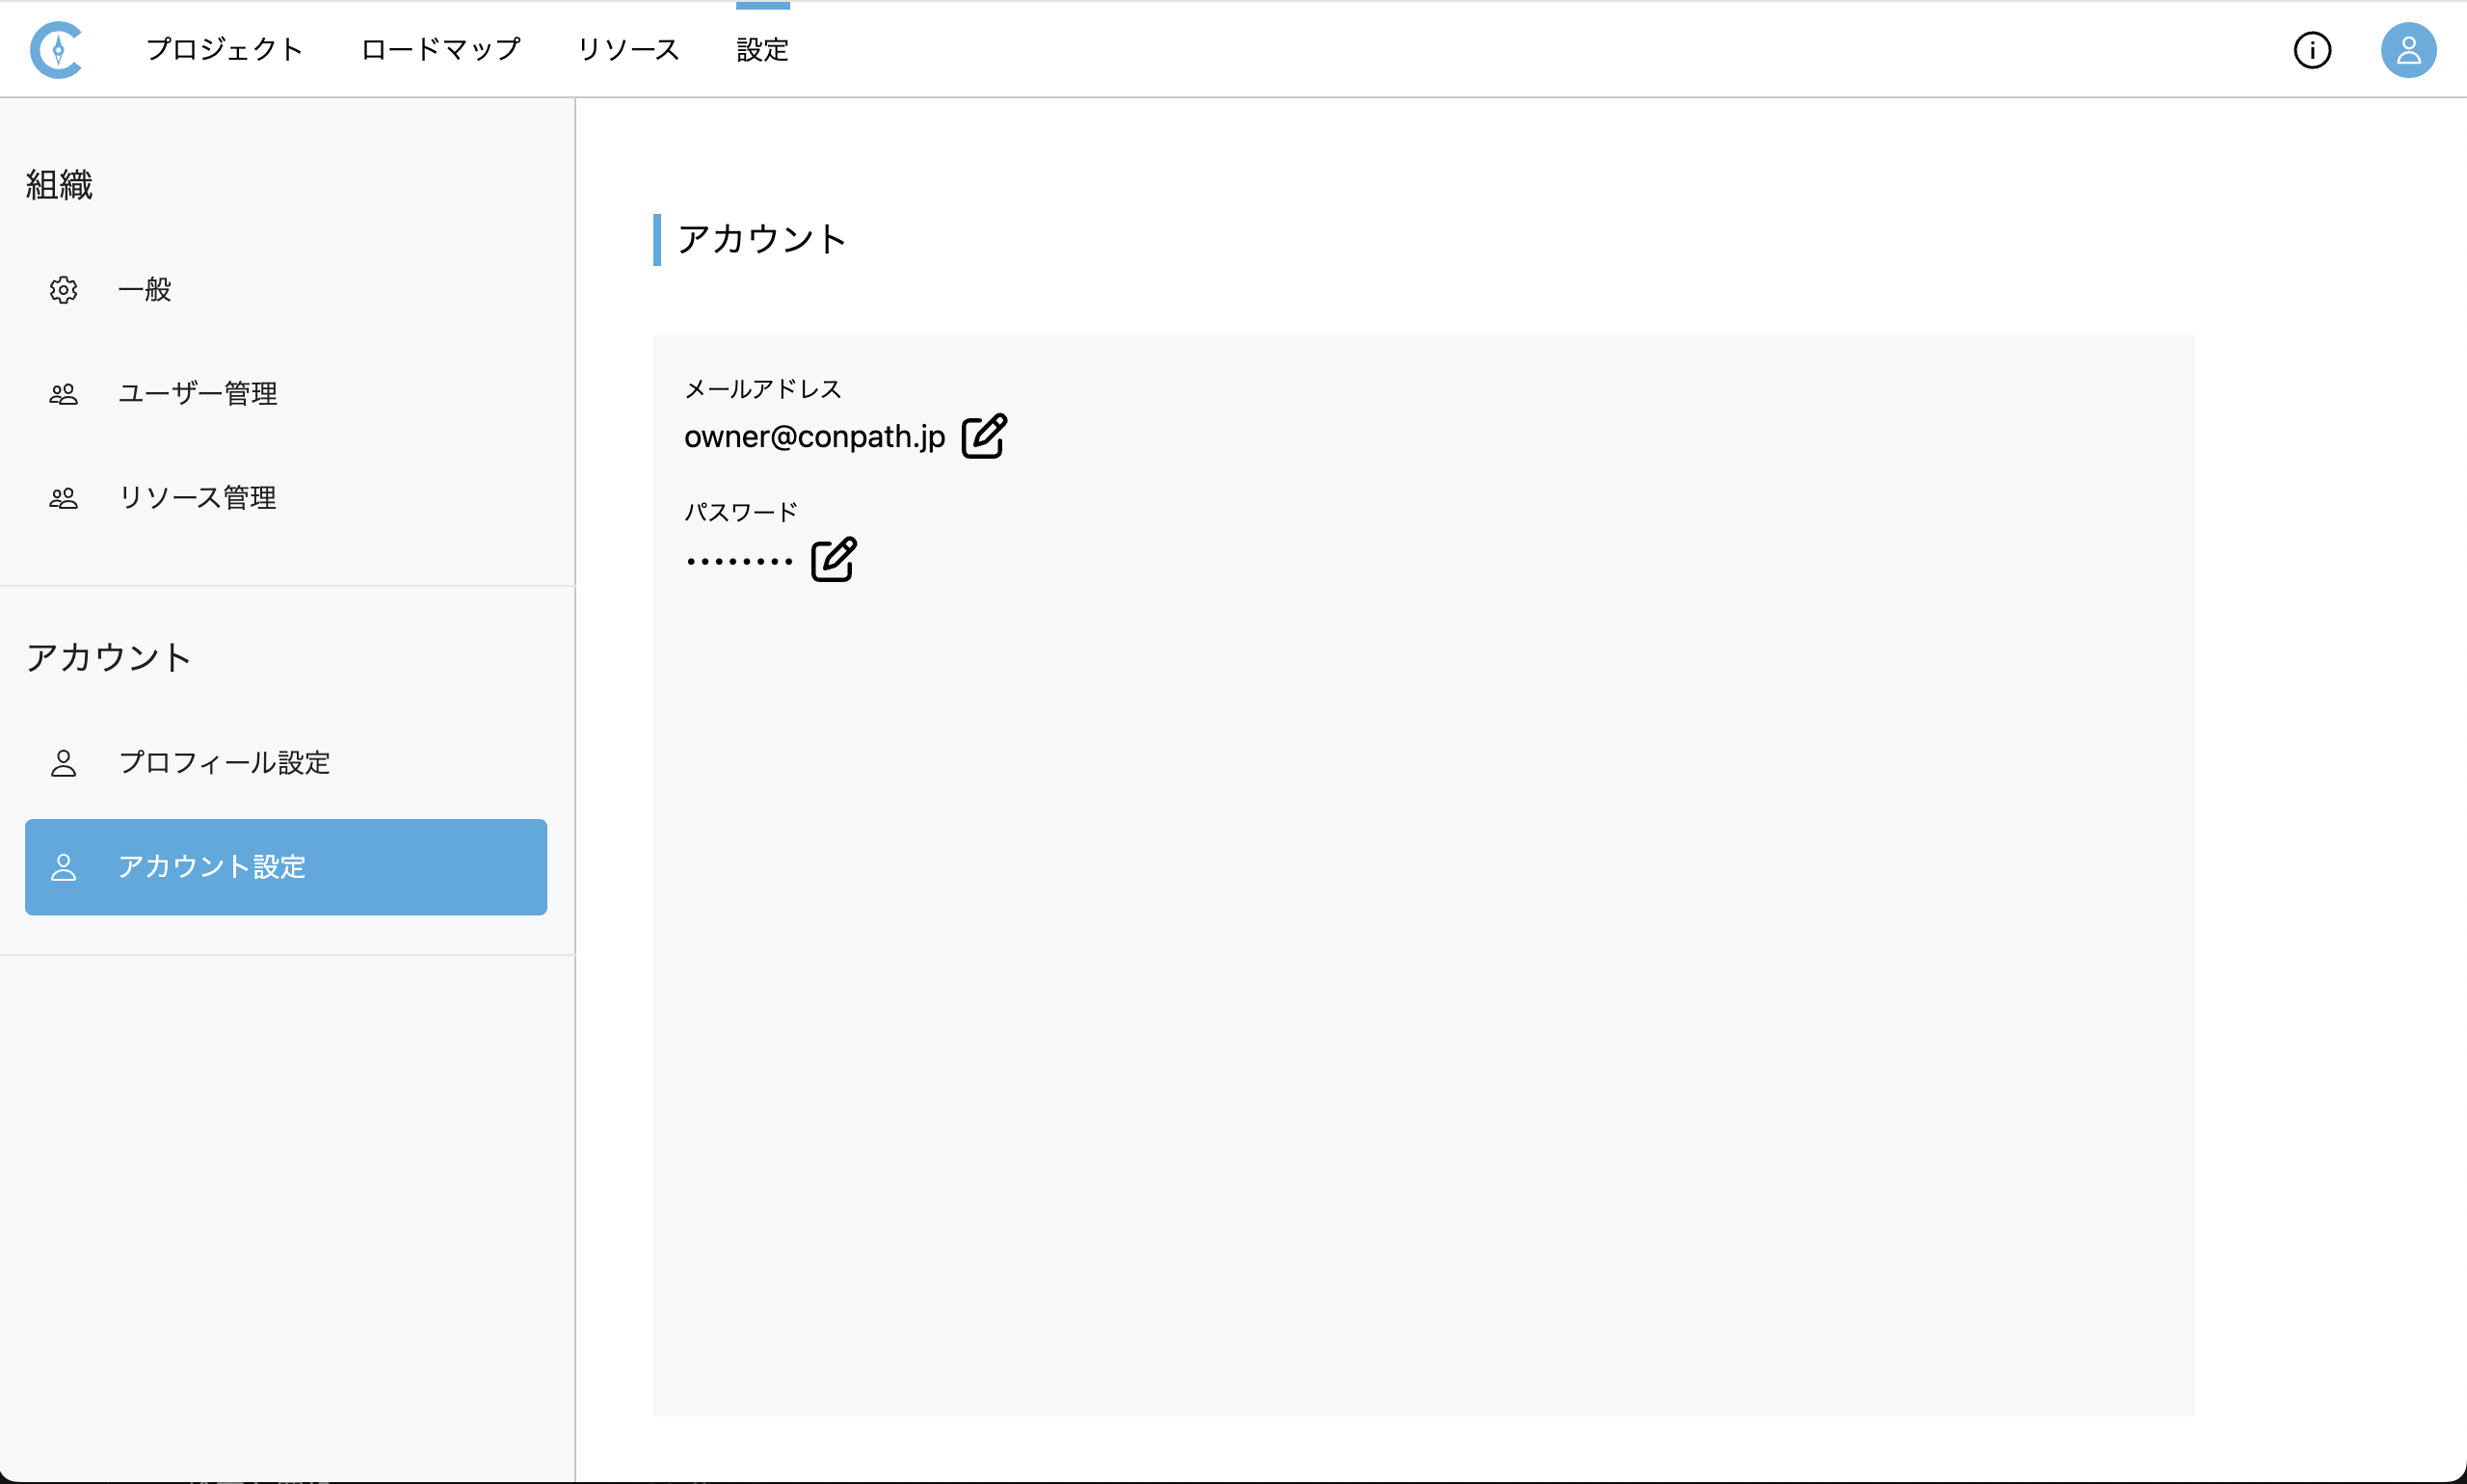 プロジェクト ロードマップ リソース 設定
組織
一般
ユーザー管理
リソース管理
アカウント
プロフィール設定
アカウント設定
アカウント
メールアドレス
owner@conpath.jp
パスワード
••••••••